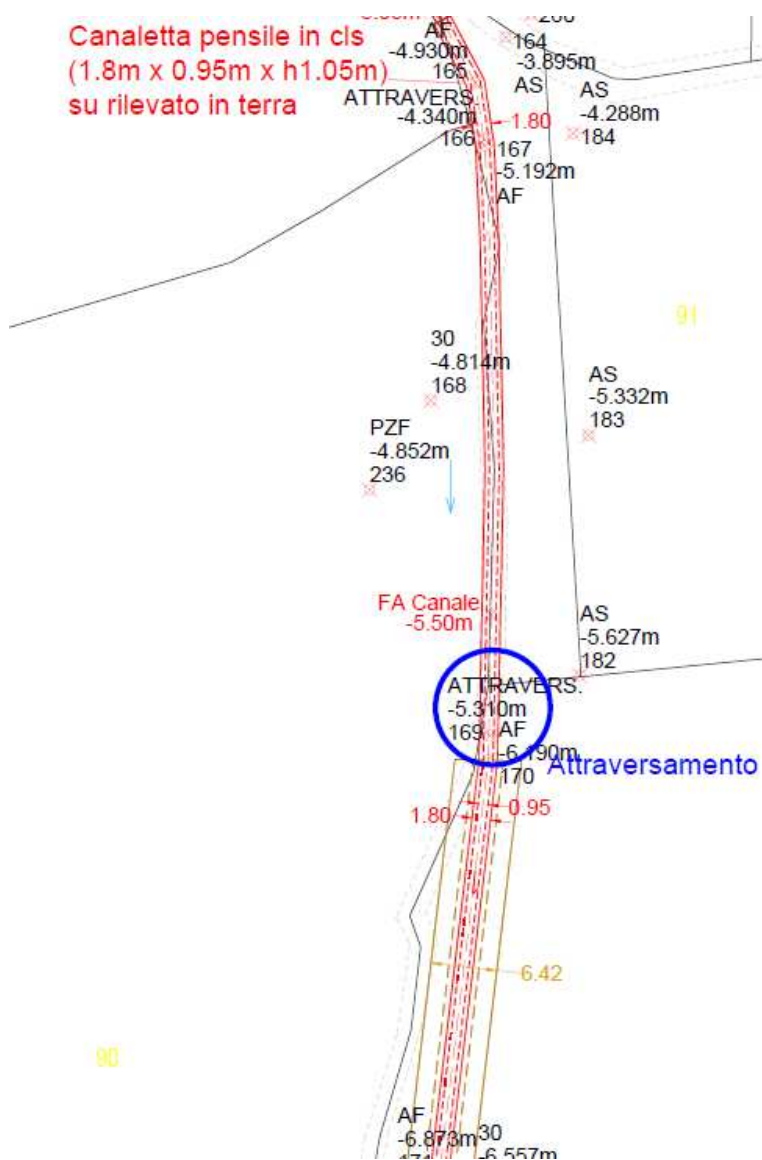 Canaletta pensile in cls
(1.8m x 0.95m x h1.05m)
su rilevato in terra
AF
-4.930m
165
164
-3.895m
AS
ATTRAVERS.
-4.340m
166
1.80
167
-5.192m
AF
AS
-4.288m
184
91
30
-4.814m
168
AS
-5.332m
183
PZF
-4.852m
236
FA Canale
-5.50m
AS
-5.627m
182
ATTRAVERS.
-5.310m
169
AF
-6.190m
170
Attraversamento
1.80
0.95
6.42
90
AF
-6.873m
30
-6.557m